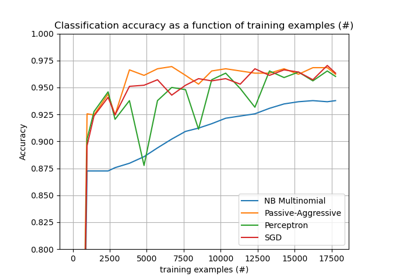 Classification accuracy as a function of training examples (#)
1.000
0.975
0.950
0.925
0.900
0.875
0.850
0.825
0.800
Accuracy
NB Multinomial
Passive-Aggressive
Perceptron
SGD
0 2500 5000 7500 10000 12500 15000 17500
training examples (#)